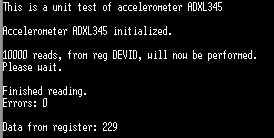 This is a unit test of accelerometer ADXL345
Accelerometer ADXL345 initialized.
10000 reads, from reg DEVID, will now be performed.
Please wait.
Finished reading.
Errors: 0
Data from register: 229